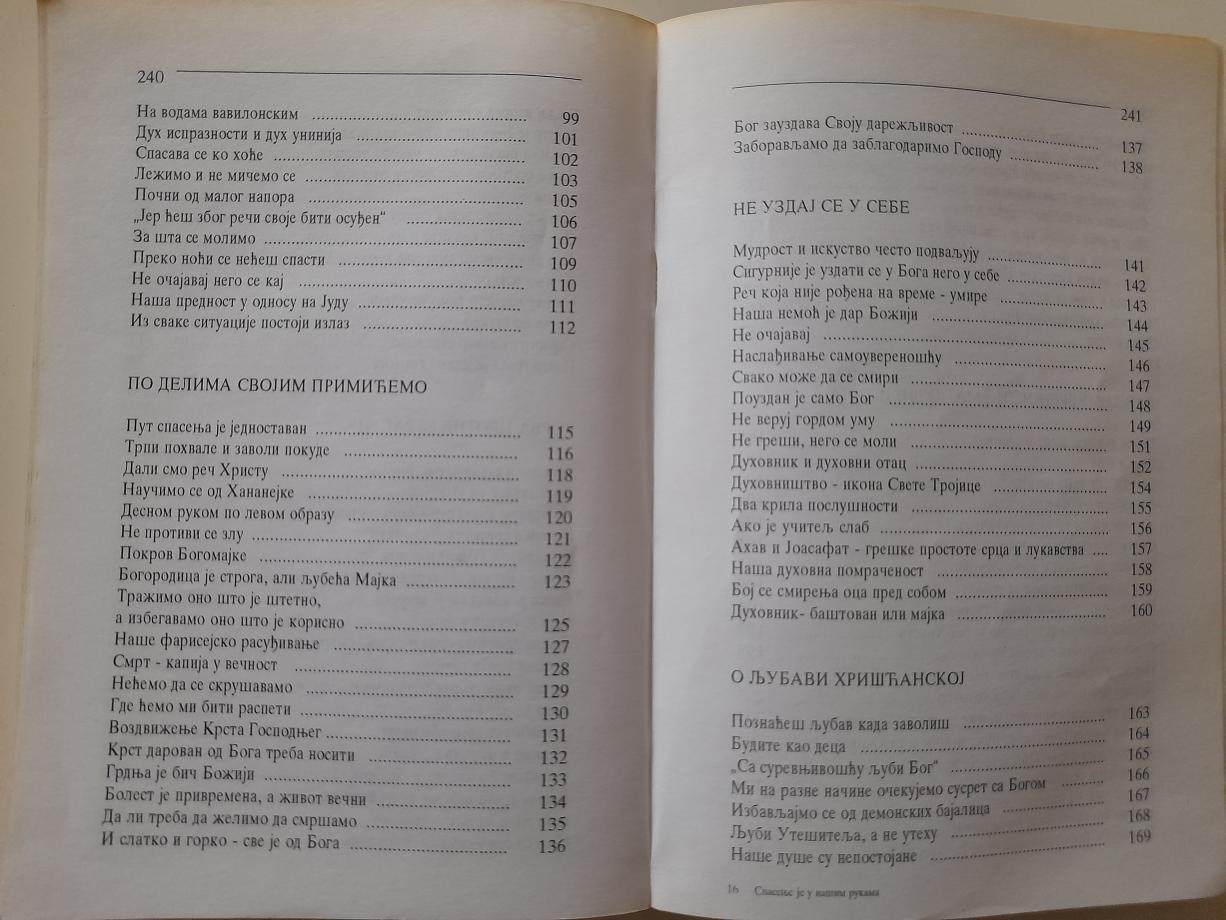 240
На водама вавилонским ........ 99
Дух испразности и дух унинија ........ 101
Спасава се ко хоће ........ 102
Лежимо и не мичемо се ........ 103
Почни од малог напора ........ 105
„Јер ћеш због речи своје бити осуђен“ ........ 106
За шта се молимо ........ 107
Преко ноћи се нећеш спасти ........ 109
Не очајавај него се кај ........ 110
Наша предност у односу на Јуду ........ 111
Из сваке ситуације постоји излаз ........ 112
ПО ДЕЛИМА СВОЈИМ ПРИМИЋЕМО
Пут спасења је једноставан ........ 115
Трпи похвале и заволи покуде ........ 116
Дали смо реч Христу ........ 118
Научимо се од Хананејке ........ 119
Десном руком по левом образу ........ 120
Не противи се злу ........ 121
Покров Богомајке ........ 122
Богородица је строга, али љубећа Мајка ........ 123
Тражимо оно што је штетно,
а избегавамо оно што је корисно ........ 125
Наше фарисејско расуђивање ........ 127
Смрт - капија у вечност ........ 128
Нећемо да се скрушавамо ........ 129
Где ћемо ми бити распети ........ 130
Воздвижење Крста Господњег ........ 131
Крст дарован од Бога треба носити ........ 132
Грдња је бич Божији ........ 133
Болест је привремена, а живот вечни ........ 134
Да ли треба да желимо да смршамо ........ 135
И слатко и горко - све је од Бога ........ 136
241
Бог зауздава Своју дарежљивост ........ 137
Заборављамо да заблагодаримо Господу ........ 138
НЕ УЗДАЈ СЕ У СЕБЕ
Мудрост и искуство често подваљују ........ 141
Сигурније је уздати се у Бога него у себе ........ 142
Реч која није рођена на време - умире ........ 143
Наша немоћ је дар Божији ........ 144
Не очајавај ........ 145
Наслађивање самоувереношћу ........ 146
Свако може да се смири ........ 147
Поуздан је само Бог ........ 148
Не веруј гордом уму ........ 149
Не греши, него се моли ........ 151
Духовник и духовни отац ........ 152
Духовништво - икона Свете Тројице ........ 154
Два крила послушности ........ 155
Ако је учитељ слаб ........ 156
Ахав и Јоасафат - грешке простоте срца и лукавства .... 157
Наша духовна помраченост ........ 158
Бој се смирења оца пред собом ........ 159
Духовник- баштован или мајка ........ 160
О ЉУБАВИ ХРИШЋАНСКОЈ
Познаћеш љубав када заволиш ........ 163
Будите као деца ........ 164
„Са суревњивошћу љуби Бог“ ........ 165
Ми на разне начине очекујемо сусрет са Богом ........ 166
Избављајмо се од демонских бајалица ........ 167
Љуби Утешитеља, а не утеху ........ 168
Наше душе су непостојане ........ 169
16 Спасење је у нашим рукама